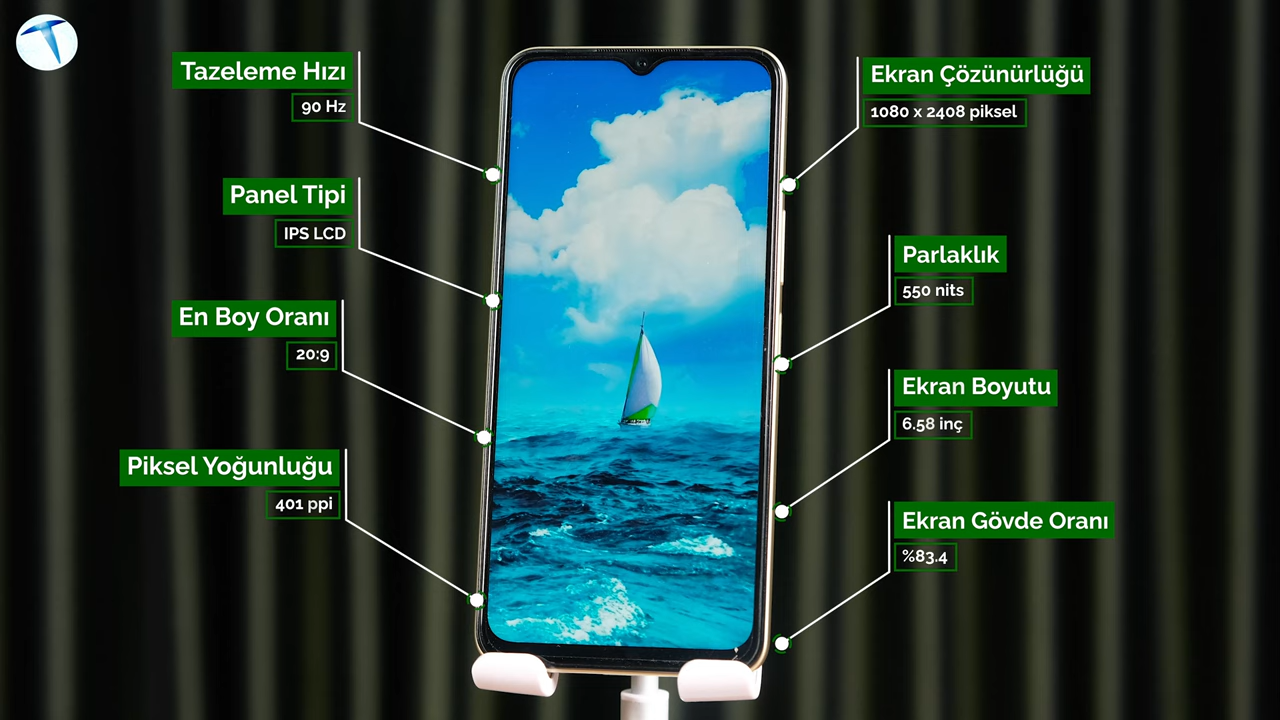 Tazeleme Hızı
90 Hz
Panel Tipi
IPS LCD
En Boy Oranı
20:9
Piksel Yoğunluğu
401 ppi
Ekran Çözünürlüğü
1080 x 2408 piksel
Parlaklık
550 nits
Ekran Boyutu
6.58 inç
Ekran Gövde Oranı
%83.4